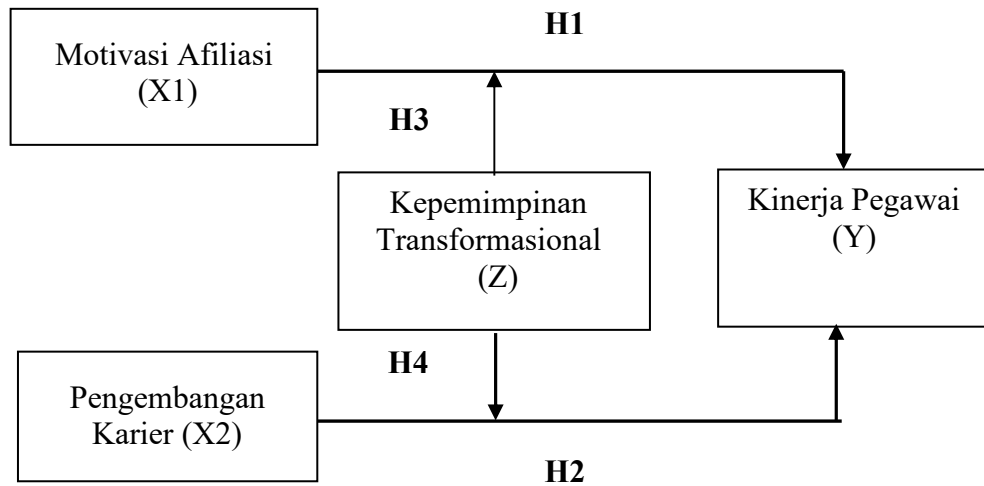 H1
Motivasi Afiliasi
(X1)
H3
Kepemimpinan
Transformasional
(Z)
Kinerja Pegawai
(Y)
H4
Pengembangan
Karier (X2)
H2